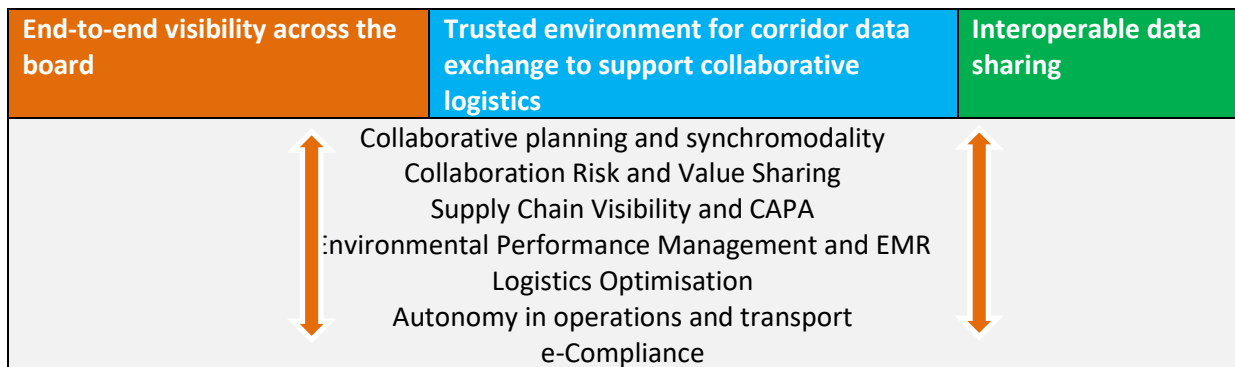 End-to-end visibility across the
board
Trusted environment for corridor data
exchange to support collaborative
logistics
Interoperable data
sharing
Collaborative planning and synchromodality
Collaboration Risk and Value Sharing
Supply Chain Visibility and CAPA
Environmental Performance Management and EMR
Logistics Optimisation
Autonomy in operations and transport
e-Compliance